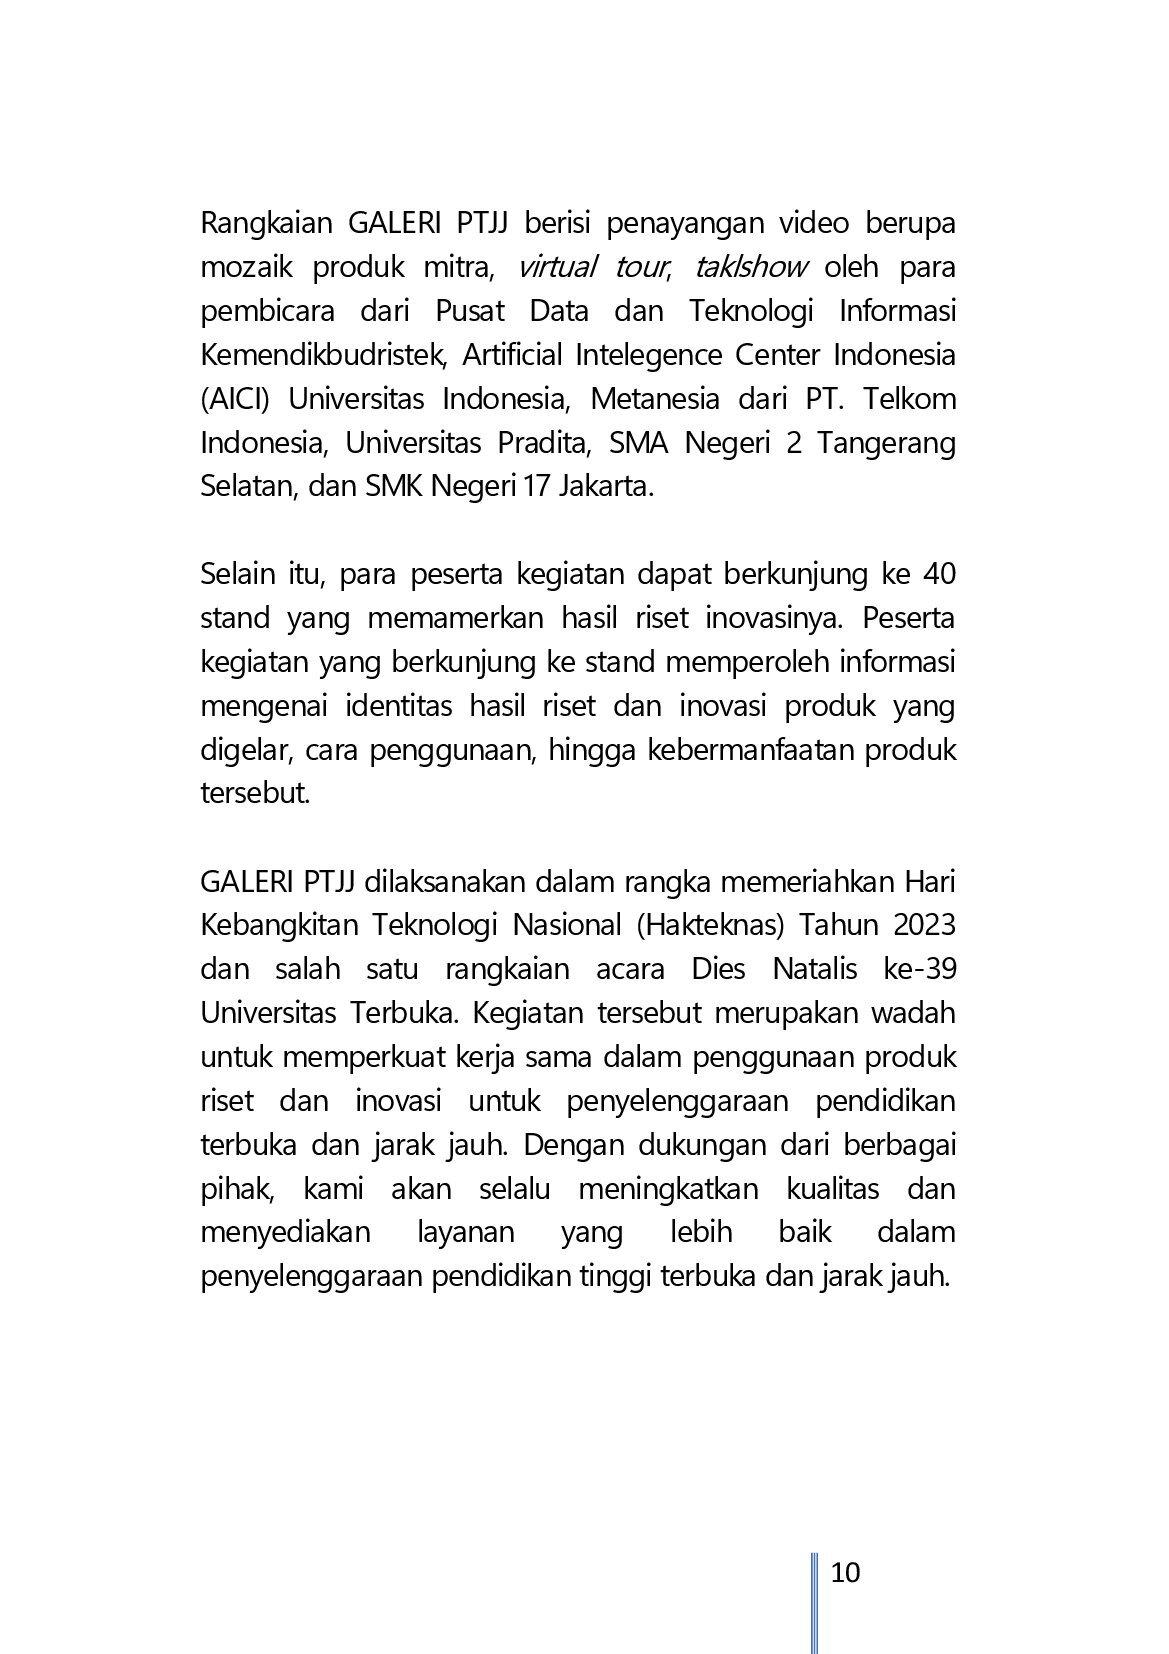 Rangkaian GALERI PTJJ berisi penayangan video berupa
mozaik produk mitra, virtual tour, taklshow oleh para
pembicara dari Pusat Data dan Teknologi Informasi
Kemendikbudristek, Artificial Intelegence Center Indonesia
(AICI) Universitas Indonesia, Metanesia dari PT. Telkom
Indonesia, Universitas Pradita, SMA Negeri 2 Tangerang
Selatan, dan SMK Negeri 17 Jakarta.
Selain itu, para peserta kegiatan dapat berkunjung ke 40
stand yang memamerkan hasil riset inovasinya. Peserta
kegiatan yang berkunjung ke stand memperoleh informasi
mengenai identitas hasil riset dan inovasi produk yang
digelar, cara penggunaan, hingga kebermanfaatan produk
tersebut.
GALERI PTJJ dilaksanakan dalam rangka memeriahkan Hari
Kebangkitan Teknologi Nasional (Hakteknas) Tahun 2023
dan salah satu rangkaian acara Dies Natalis ke-39
Universitas Terbuka. Kegiatan tersebut merupakan wadah
untuk memperkuat kerja sama dalam penggunaan produk
riset dan inovasi untuk penyelenggaraan pendidikan
terbuka dan jarak jauh. Dengan dukungan dari berbagai
pihak, kami akan selalu meningkatkan kualitas dan
menyediakan layanan yang lebih baik dalam
penyelenggaraan pendidikan tinggi terbuka dan jarak jauh.
10